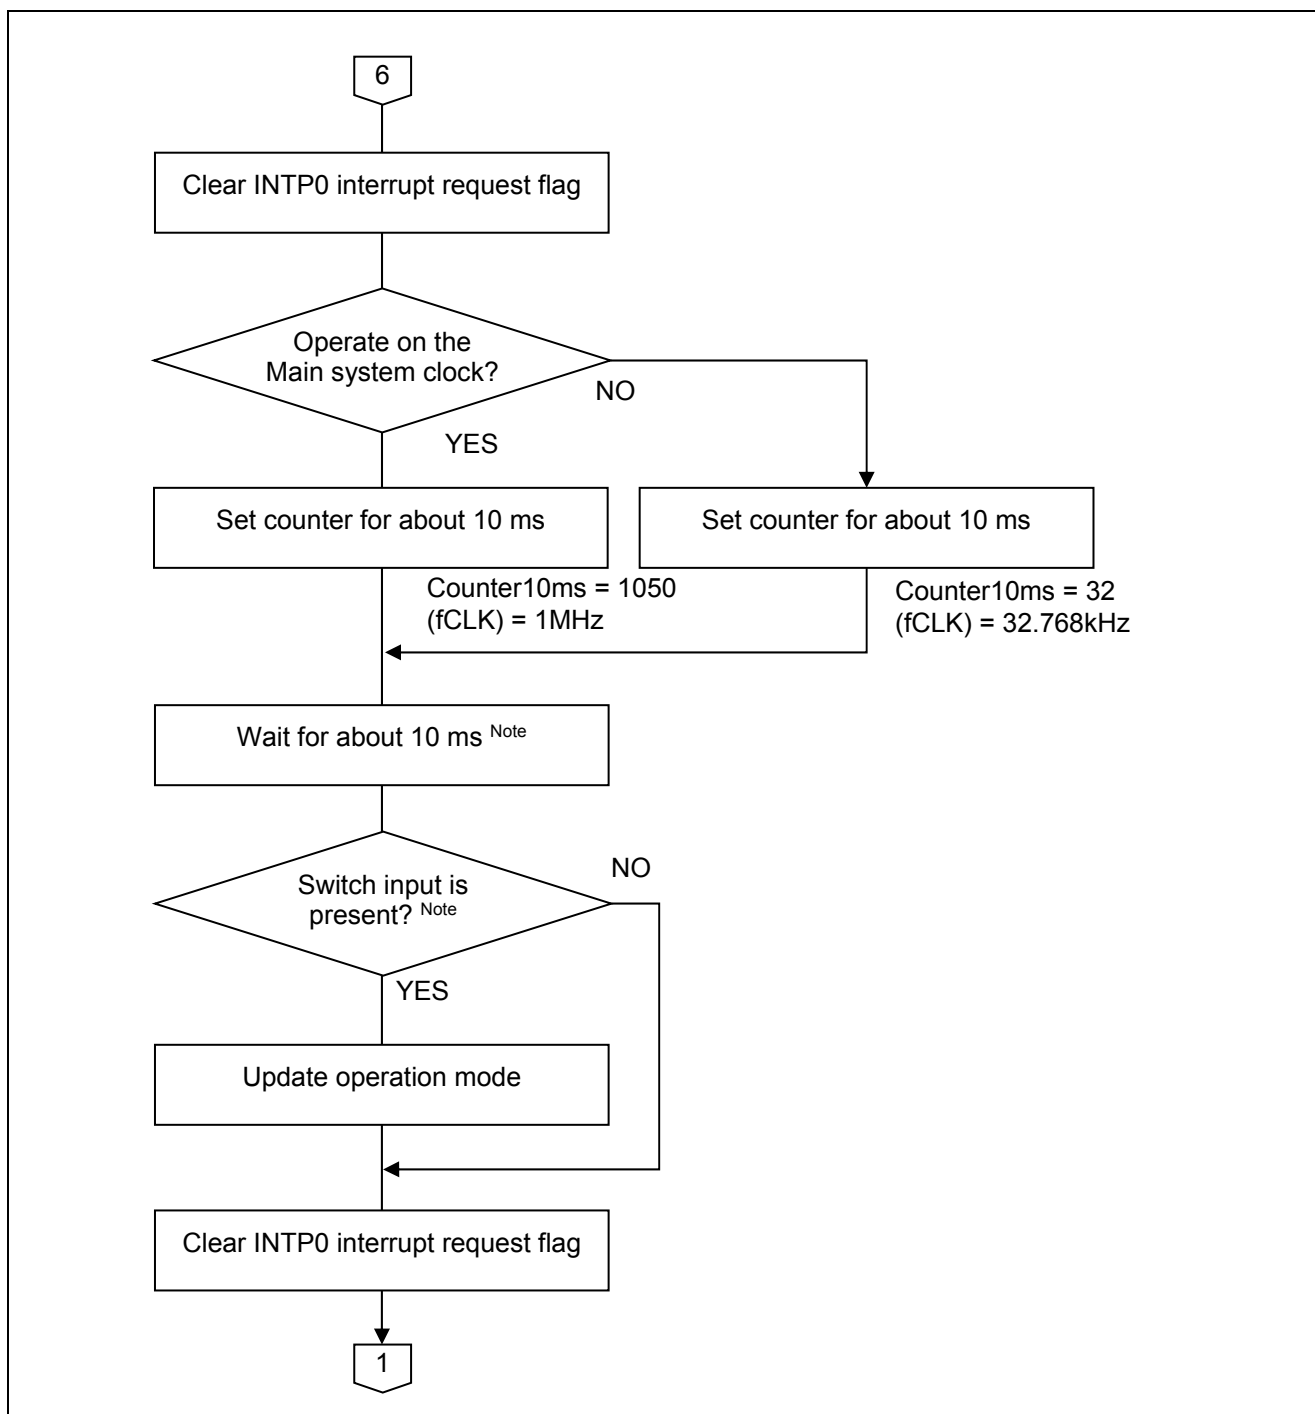 6
Clear INTP0 interrupt request flag
Operate on the
Main system clock?
NO
YES
Set counter for about 10 ms
Set counter for about 10 ms
Counter10ms = 1050
(fCLK) = 1MHz
Counter10ms = 32
(fCLK) = 32.768kHz
Wait for about 10 ms Note
NO
Switch input is
present? Note
YES
Update operation mode
Clear INTP0 interrupt request flag
1